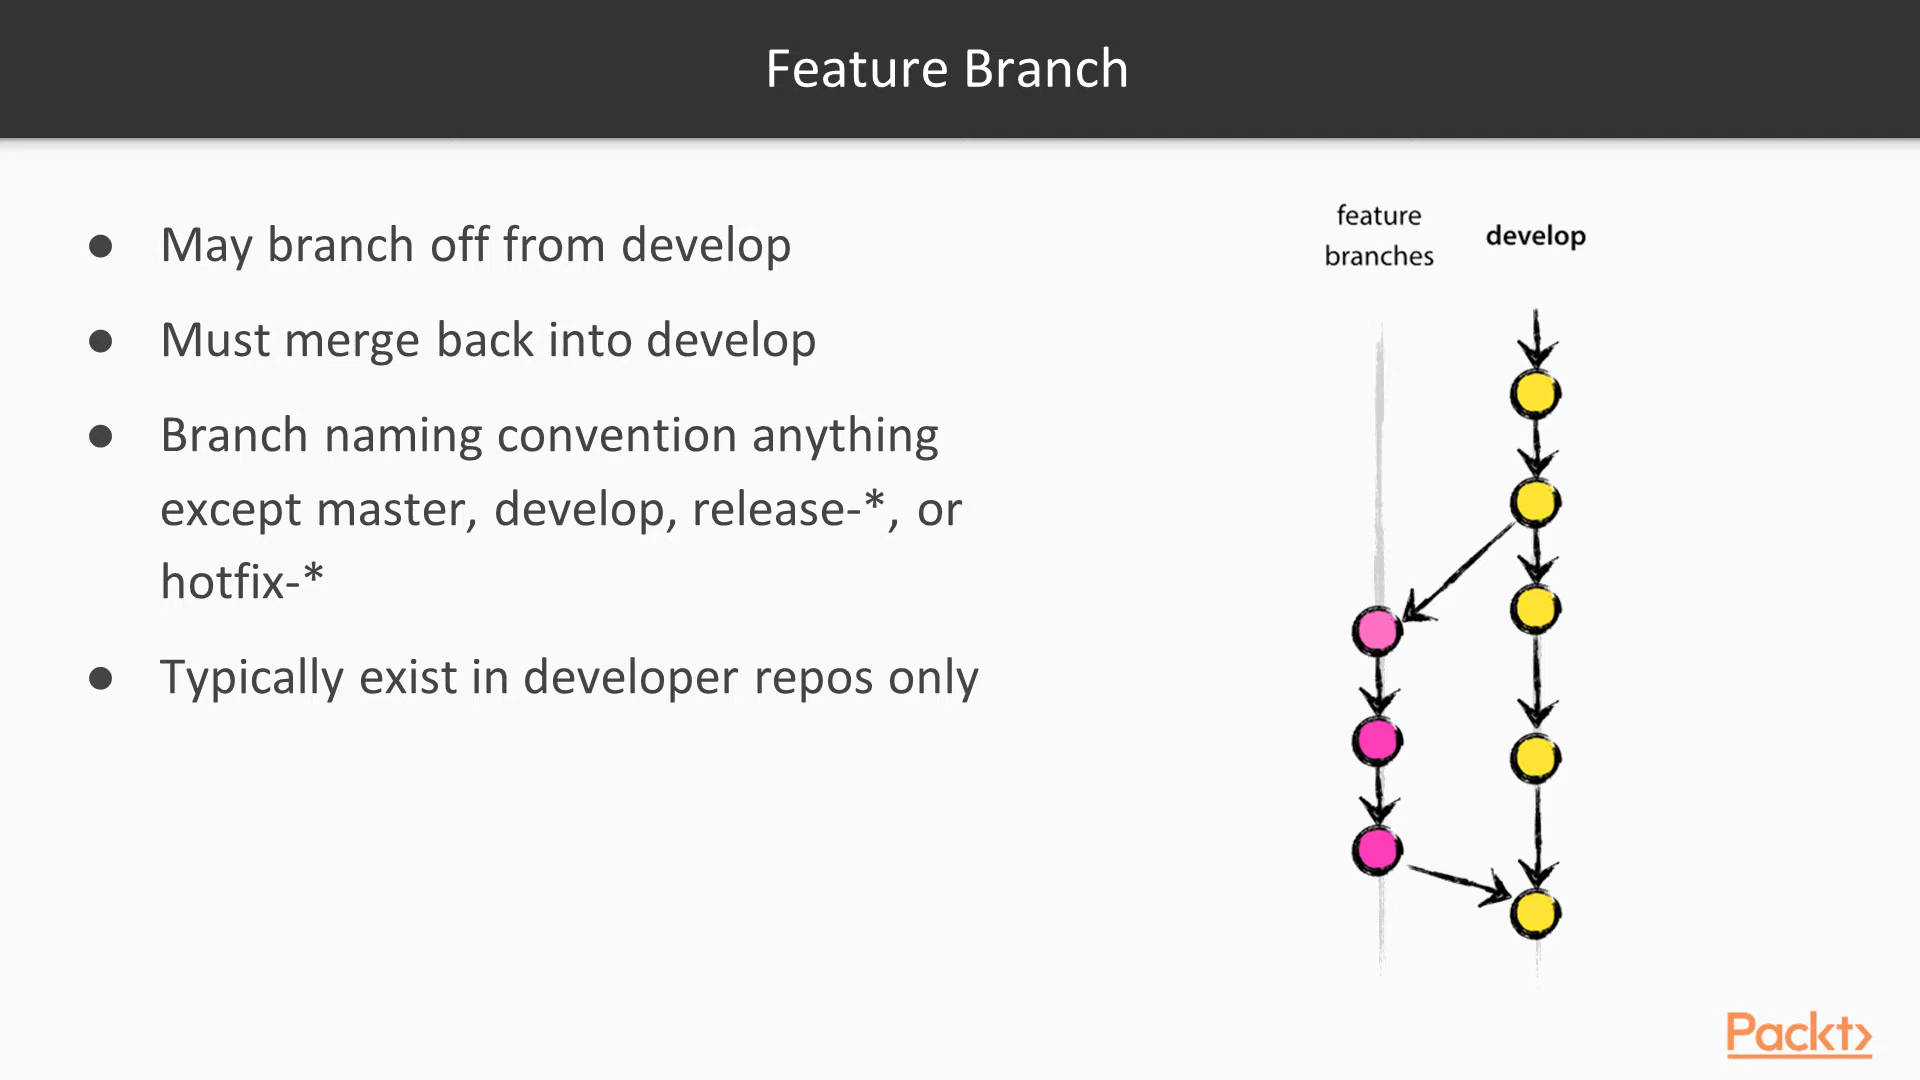 Feature Branch
● May branch off from develop
● Must merge back into develop
● Branch naming convention anything
except master, develop, release-*, or
hotfix-*
● Typically exist in developer repos only
feature
branches
develop
Packt>